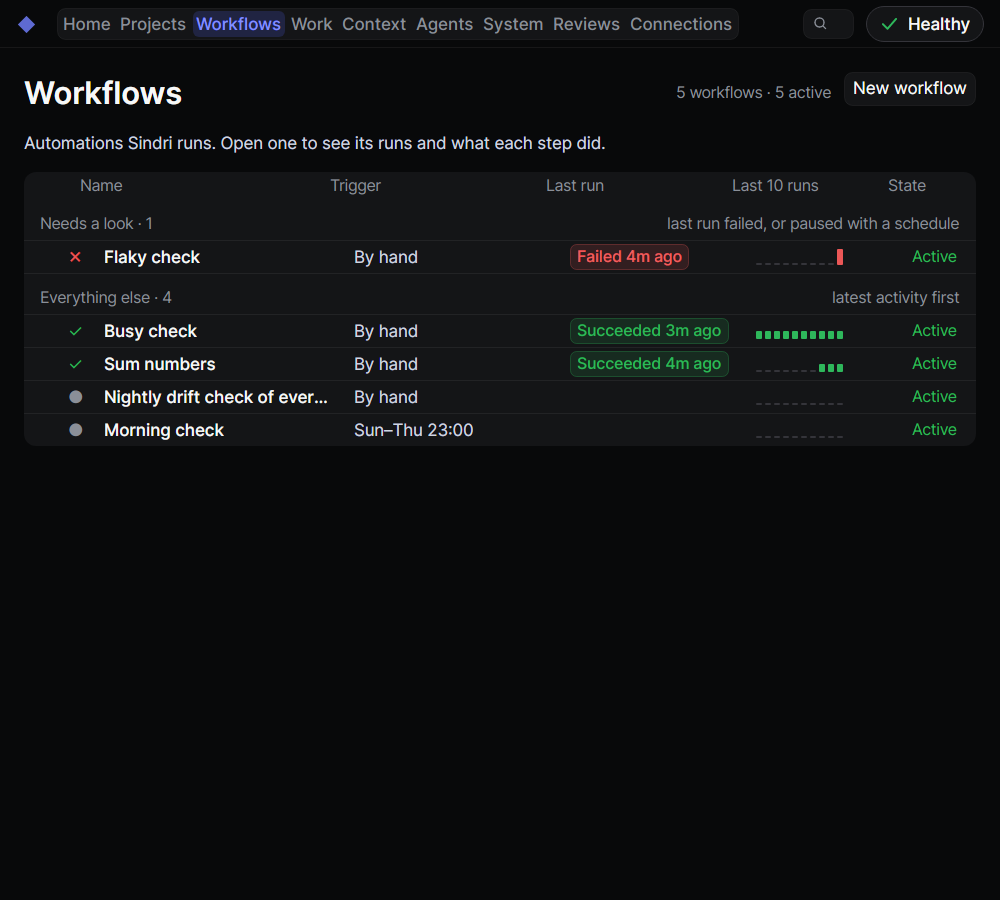 Home Projects Workflows Work Context Agents System Reviews Connections Healthy
Workflows 5 workflows · 5 active New workflow
Automations Sindri runs. Open one to see its runs and what each step did.
Name Trigger Last run Last 10 runs State
Needs a look · 1 last run failed, or paused with a schedule
Flaky check By hand Failed 4m ago Active
Everything else · 4 latest activity first
Busy check By hand Succeeded 3m ago Active
Sum numbers By hand Succeeded 4m ago Active
Nightly drift check of ever... By hand Active
Morning check Sun–Thu 23:00 Active